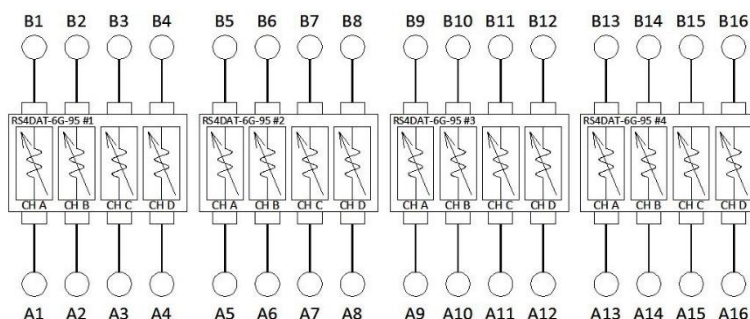 B1 B2 B3 B4 B5 B6 B7 B8 B9 B10 B11 B12 B13 B14 B15 B16
RS4DAT-6G-95 #1 RS4DAT-6G-95 #2 RS4DAT-6G-95 #3 RS4DAT-6G-95 #4
CH A CH B CH C CH D CH A CH B CH C CH D CH A CH B CH C CH D CH A CH B CH C CH D
A1 A2 A3 A4 A5 A6 A7 A8 A9 A10 A11 A12 A13 A14 A15 A16